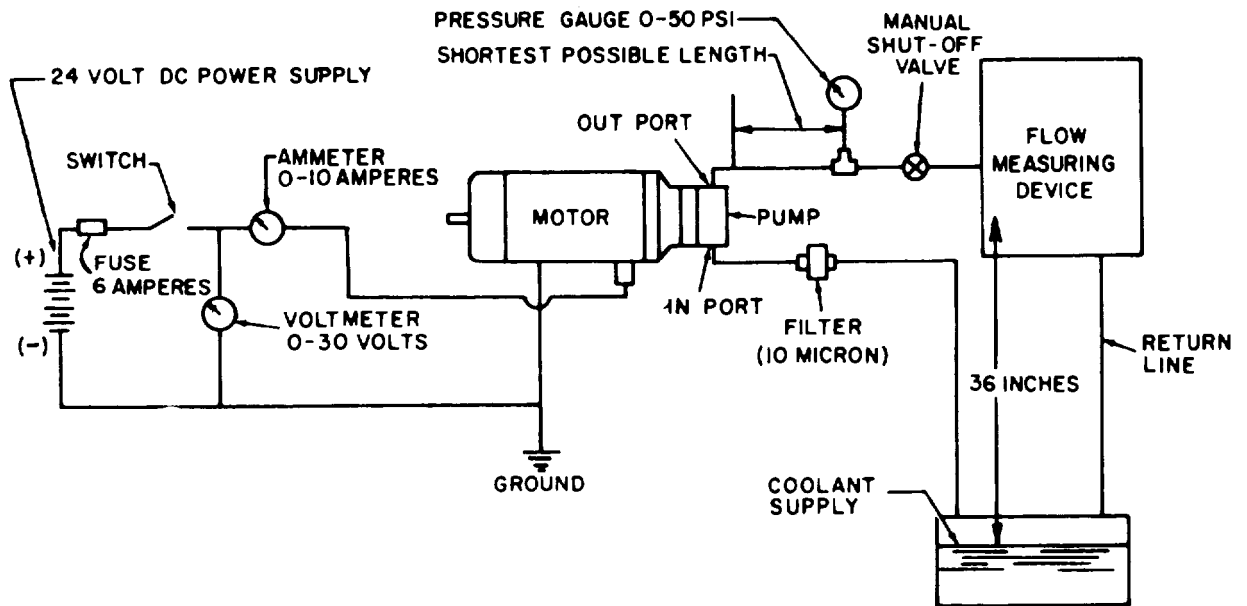 PRESSURE GAUGE 0-50 PSI
SHORTEST POSSIBLE LENGTH
MANUAL
SHUT-OFF
VALVE
24 VOLT DC POWER SUPPLY
OUT PORT
FLOW
MEASURING
DEVICE
SWITCH
AMMETER
0-10 AMPERES
MOTOR
PUMP
(+)
FUSE
6 AMPERES
IN PORT
VOLTMETER
0-30 VOLTS
FILTER
(10 MICRON)
RETURN
LINE
(-)
36 INCHES
GROUND
COOLANT
SUPPLY